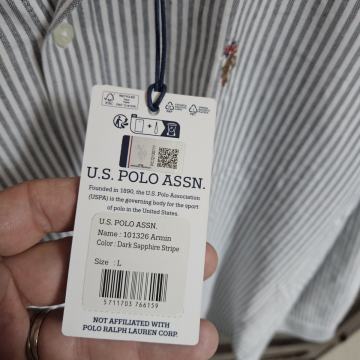 U.S. POLO ASSN.
Founded in 1890, the U.S. Polo Association
(USPA) is the governing body for the sport
of polo in the United States.
U.S. POLO ASSN.
Name : 101326 Armin
Color : Dark Sapphire Stripe
Size : L
5711703 766159
NOT AFFILIATED WITH
POLO RALPH LAUREN CORP.